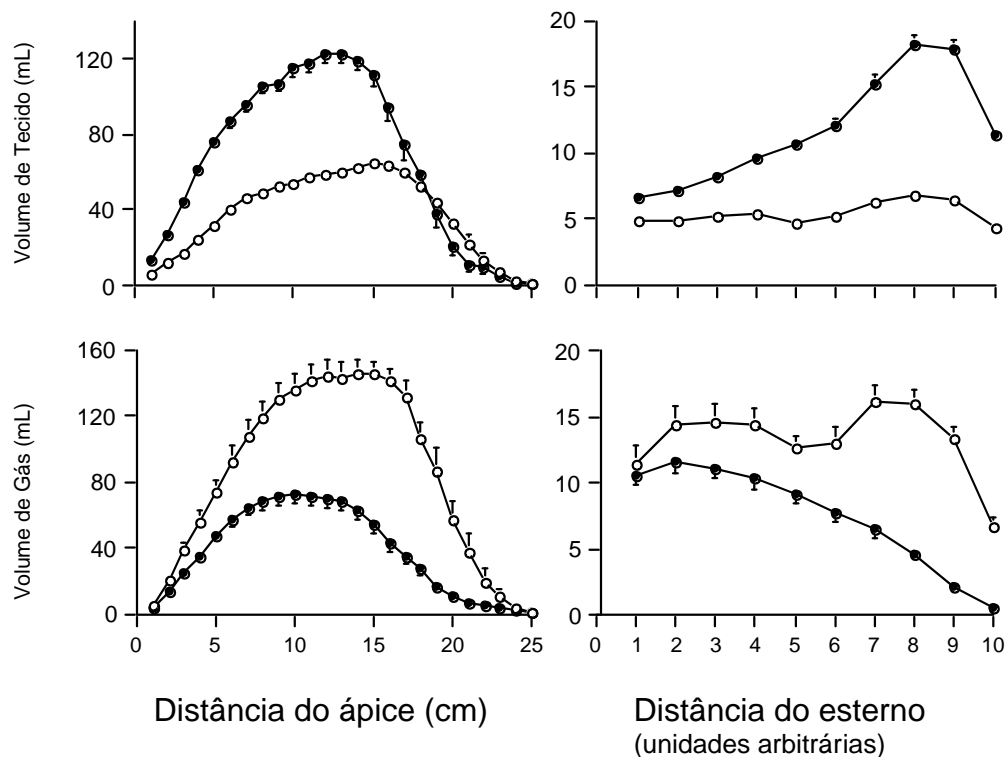 Volume de Tecido (mL)
120
80
40
0
20
15
10
5
0
Volume de Gás (mL)
160
120
80
40
0
0 5 10 15 20 25
20
15
10
5
0
0 1 2 3 4 5 6 7 8 9 10
Distância do ápice (cm)
Distância do esterno
(unidades arbitrárias)